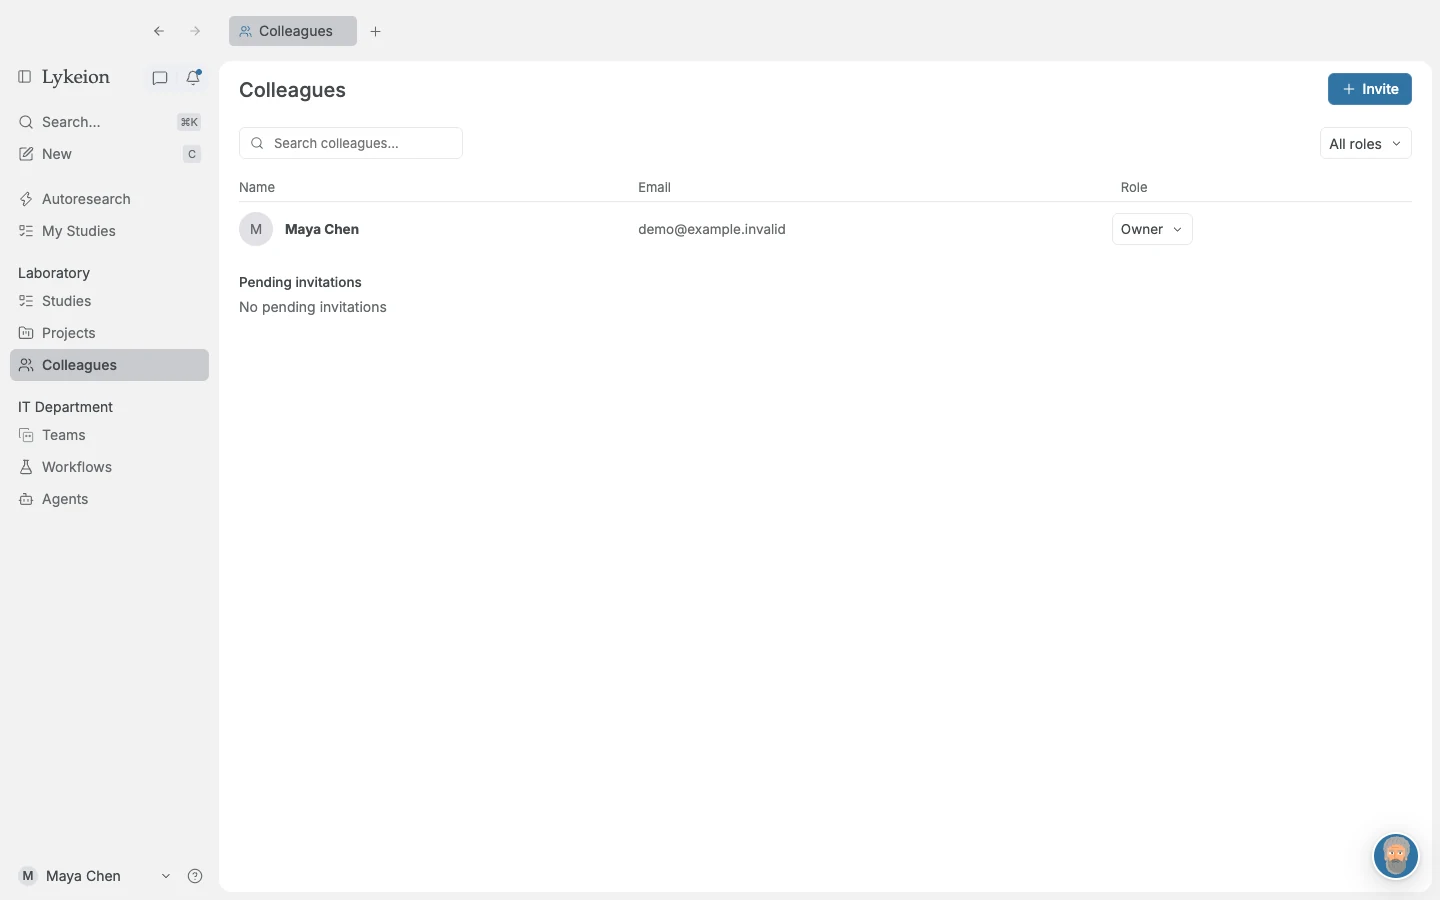 Colleagues
Lykeion
Search...
⌘K
New
C
Autoresearch
My Studies
Laboratory
Studies
Projects
Colleagues
IT Department
Teams
Workflows
Agents
M
Maya Chen
Colleagues
Invite
Search colleagues...
All roles
Name
Email
Role
M
Maya Chen
demo@example.invalid
Owner
Pending invitations
No pending invitations